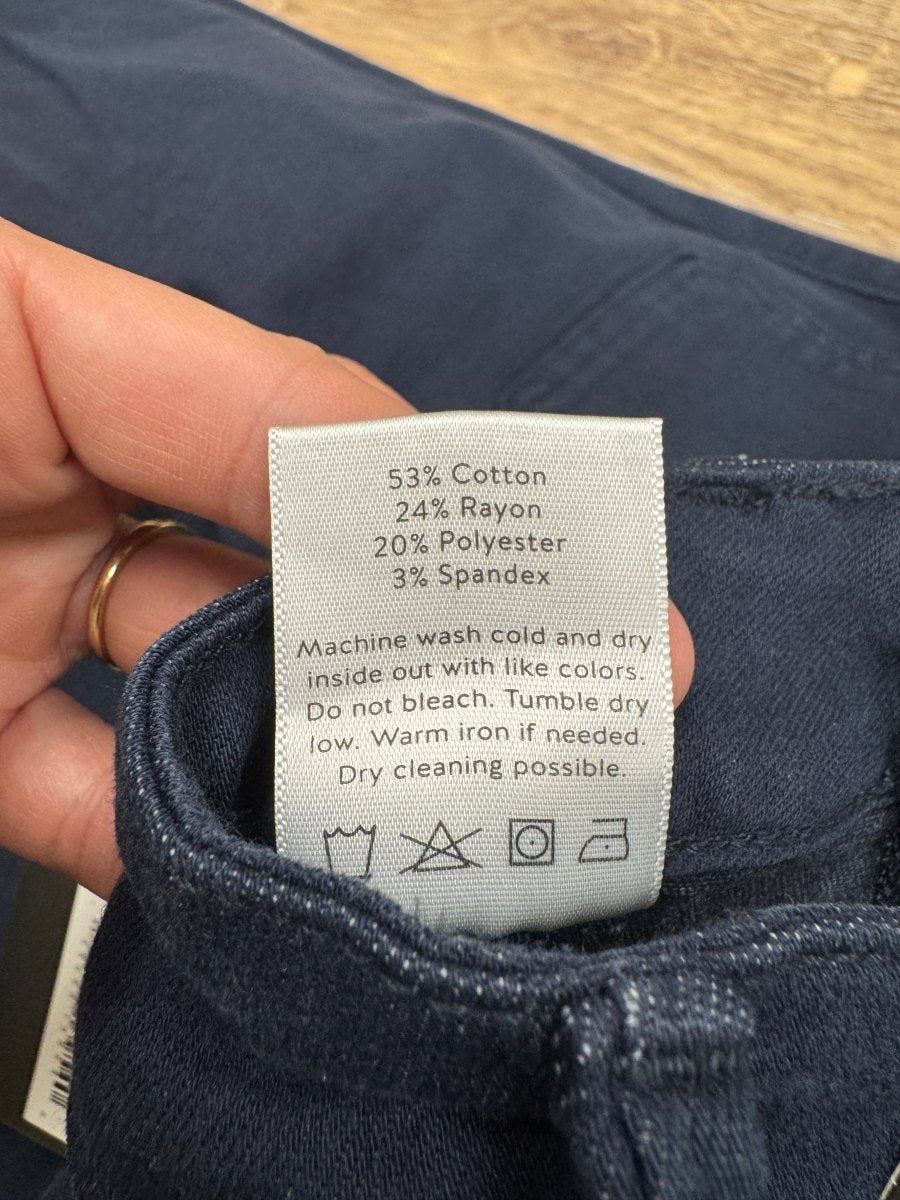 53% Cotton
24% Rayon
20% Polyester
3% Spandex
Machine wash cold and dry
inside out with like colors.
Do not bleach. Tumble dry
low. Warm iron if needed.
Dry cleaning possible.